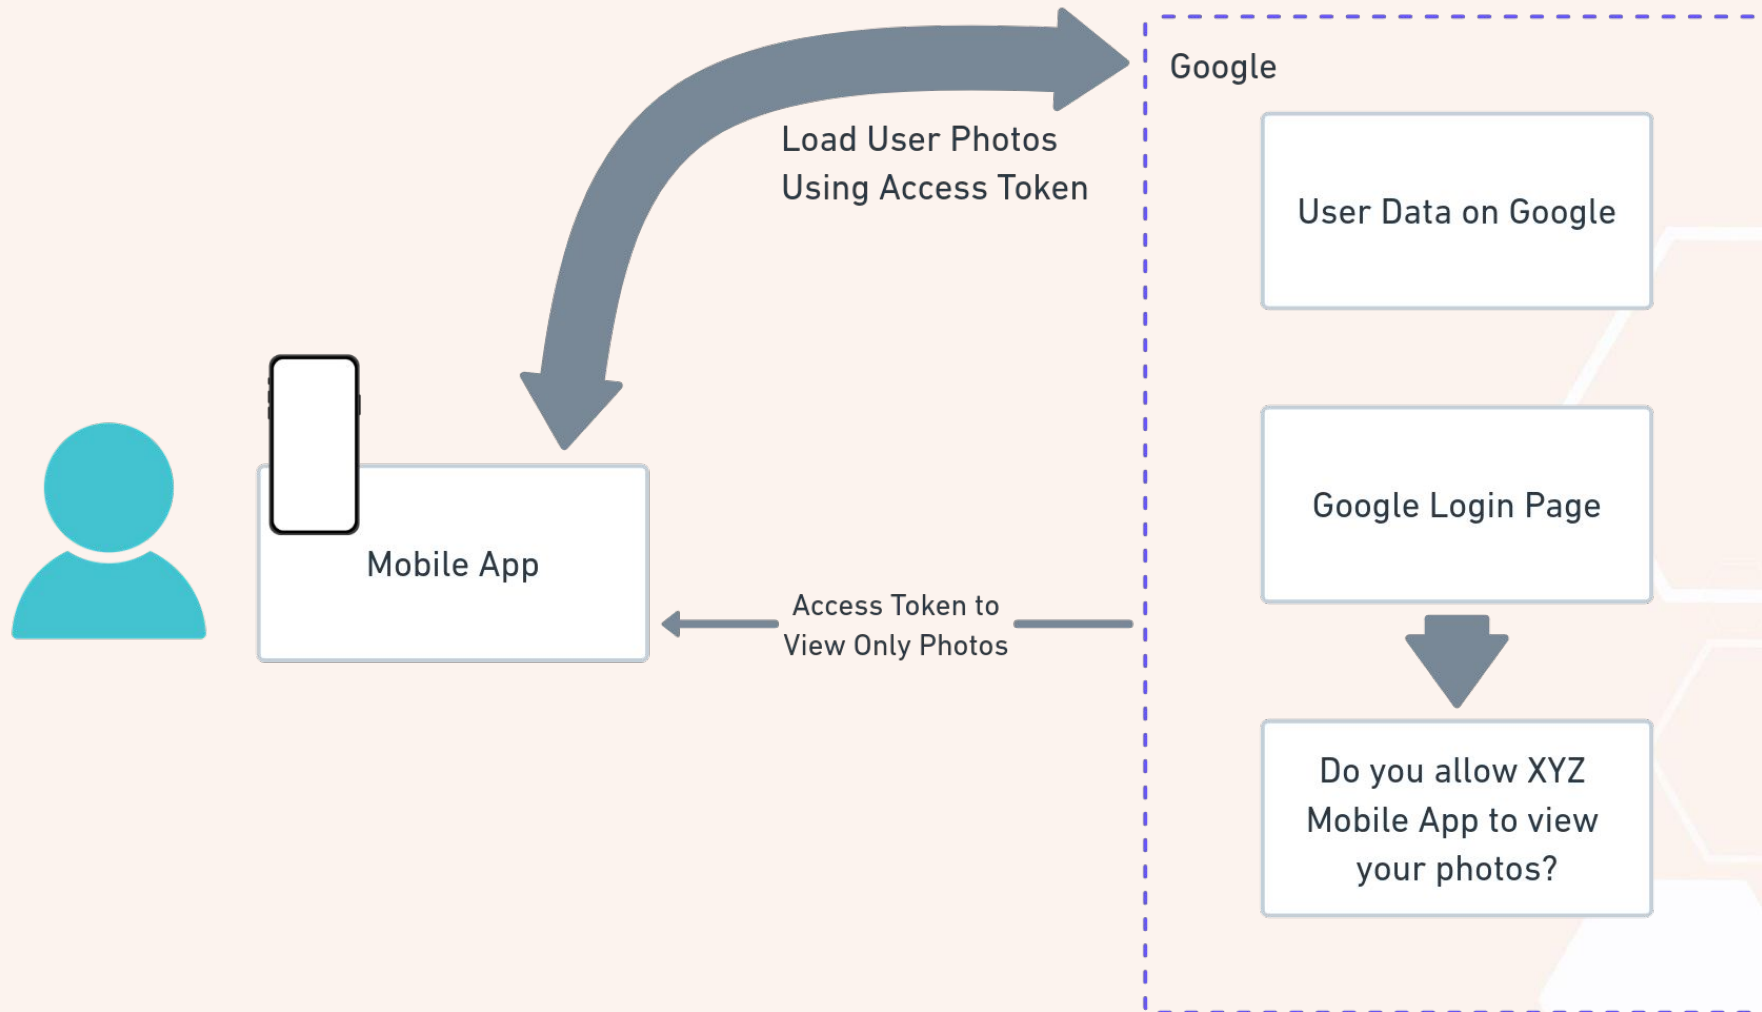 Google
Load User Photos
Using Access Token
User Data on Google
Google Login Page
Mobile App
Access Token to
View Only Photos
Do you allow XYZ
Mobile App to view
your photos?